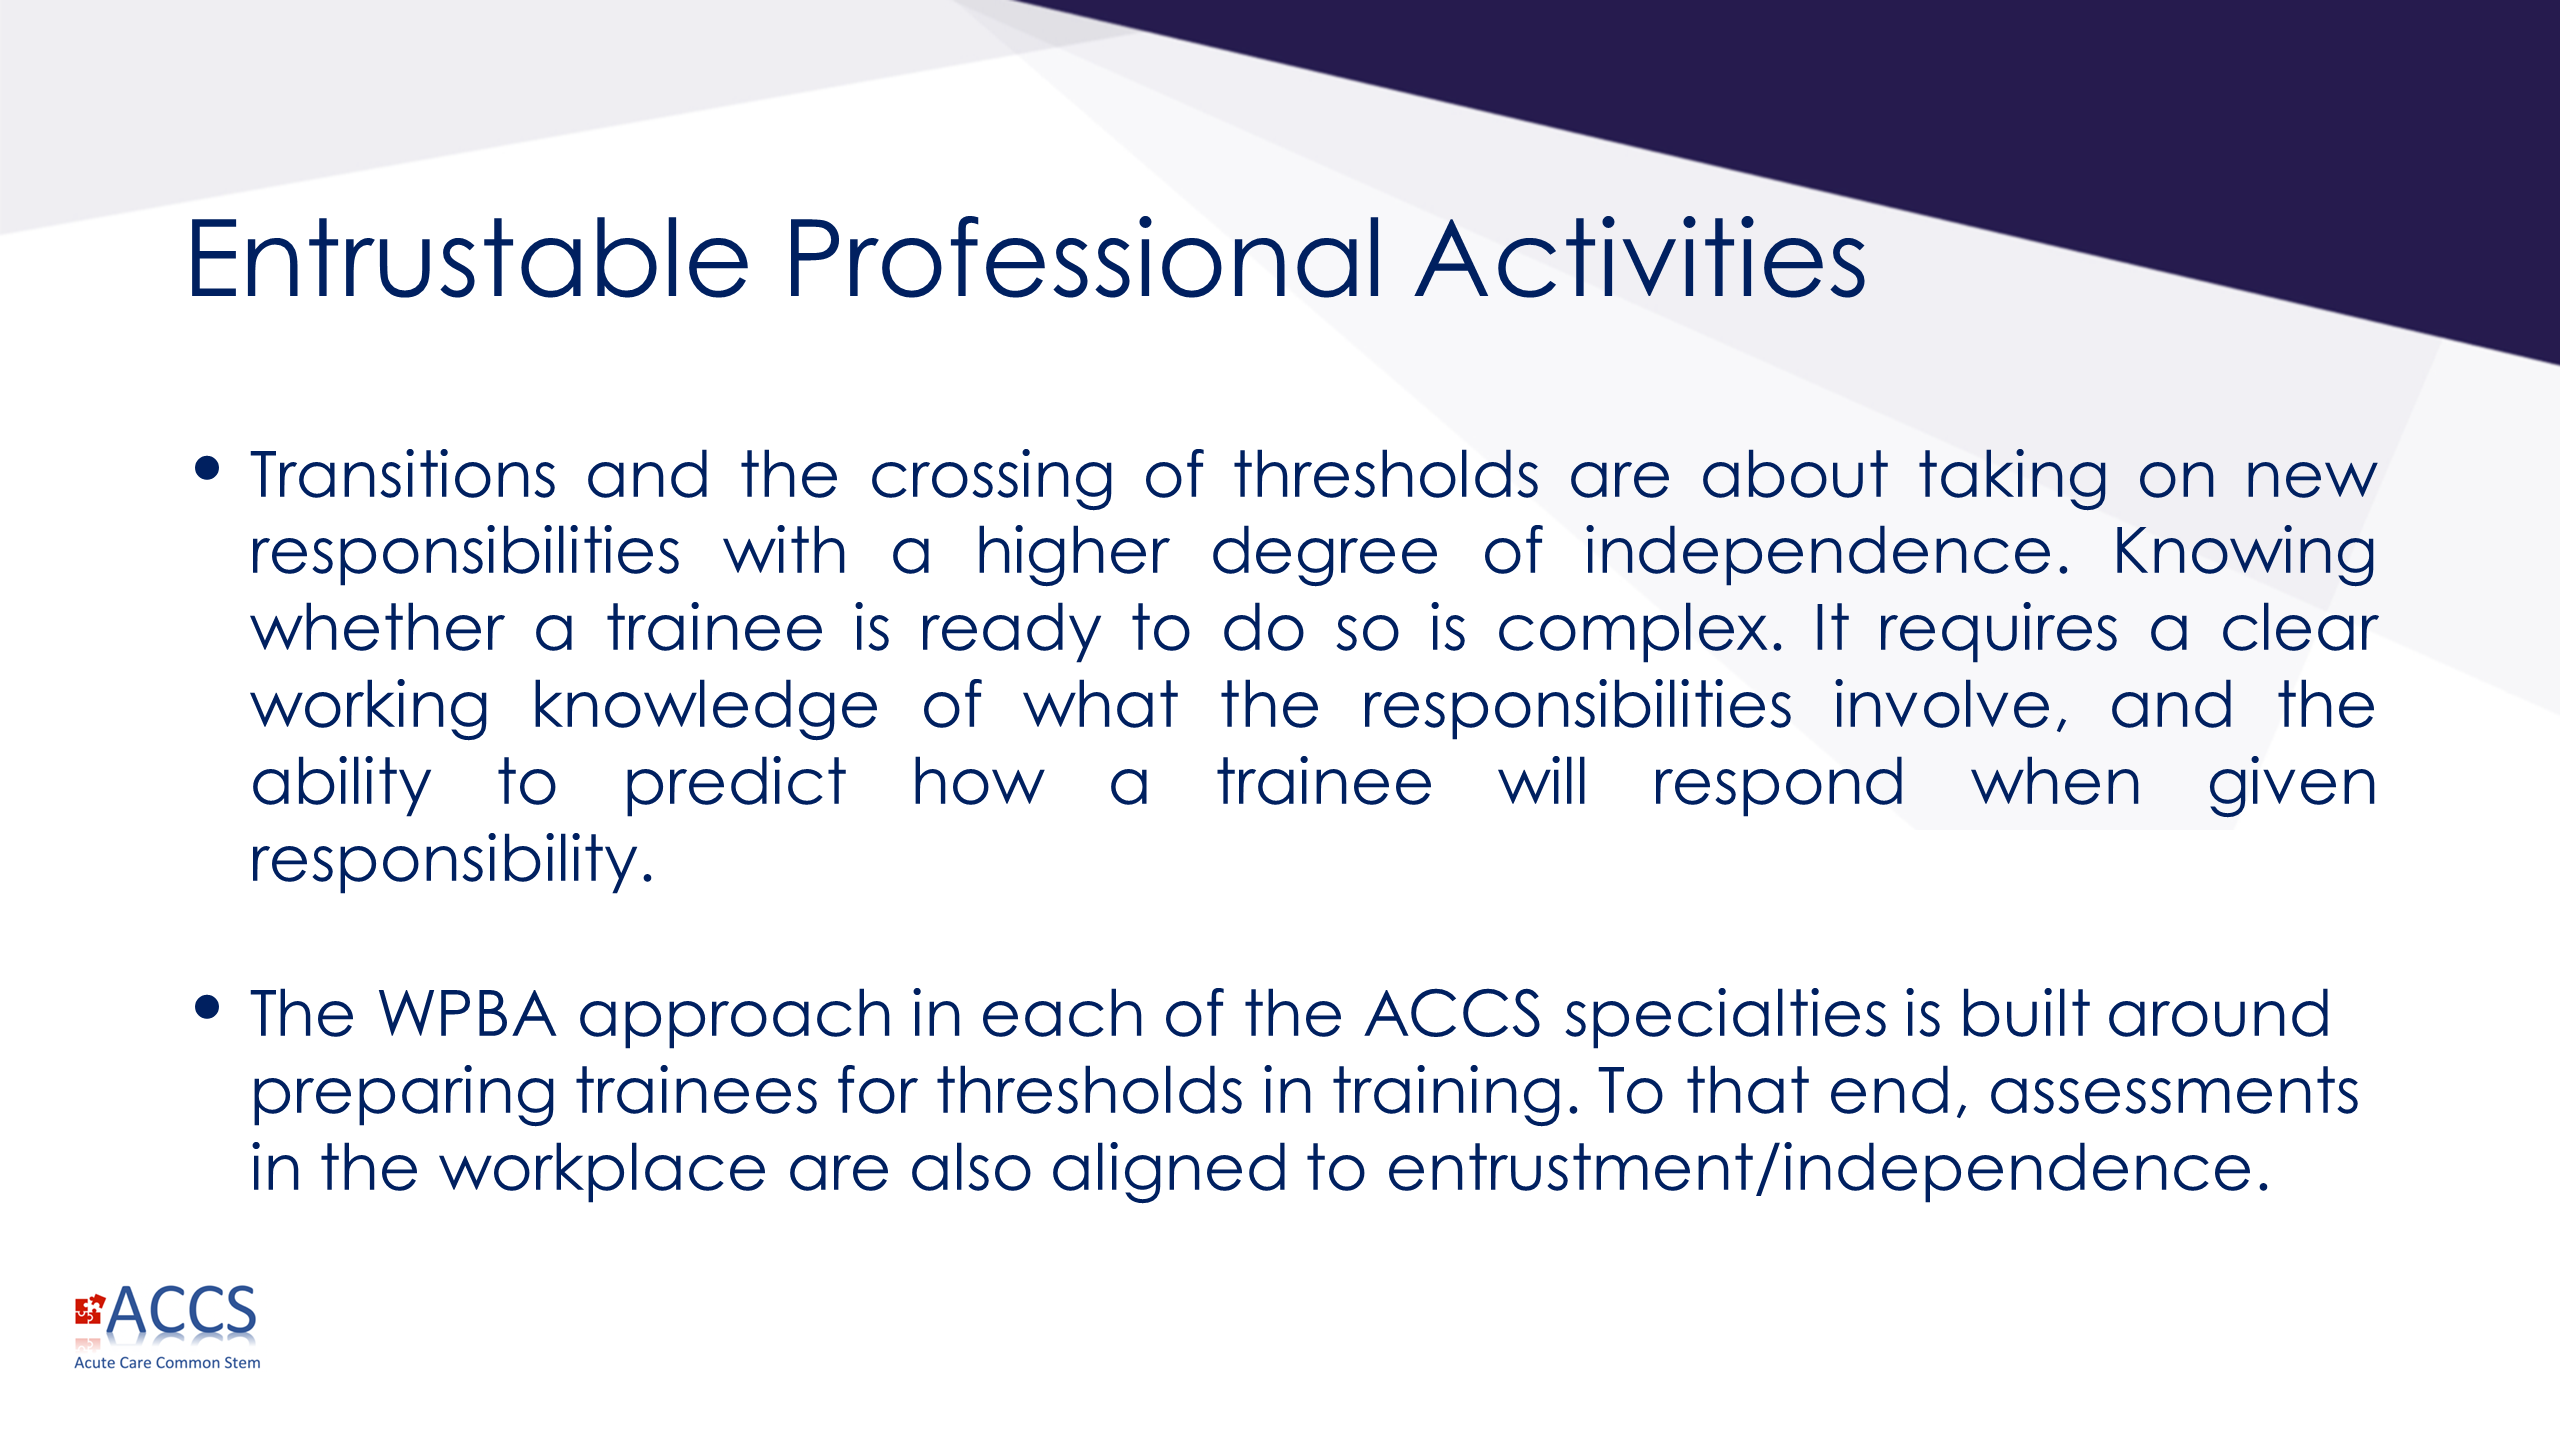 Entrustable Professional Activities
• Transitions and the crossing of thresholds are about taking on new
responsibilities with a higher degree of independence. Knowing
whether a trainee is ready to do so is complex. It requires a clear
working knowledge of what the responsibilities involve, and the
ability to predict how a trainee will respond when given
responsibility.
• The WPBA approach in each of the ACCS specialties is built around
preparing trainees for thresholds in training. To that end, assessments
in the workplace are also aligned to entrustment/independence.
ACCS
Acute Care Common Stem